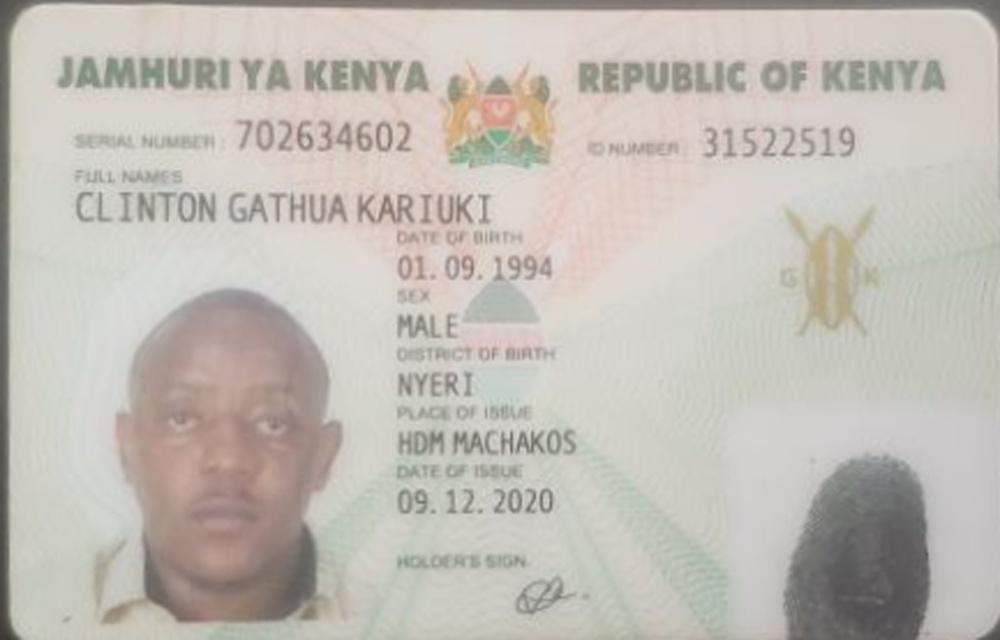 JAMHURI YA KENYA REPUBLIC OF KENYA
SERIAL NUMBER: 702634602 ID NUMBER: 31522519
FULL NAMES
CLINTON GATHUA KARIUKI
DATE OF BIRTH
01.09.1994
SEX
MALE
DISTRICT OF BIRTH
NYERI
PLACE OF ISSUE
HDM MACHAKOS
DATE OF ISSUE
09.12.2020
HOLDER'S SIGN.
G K